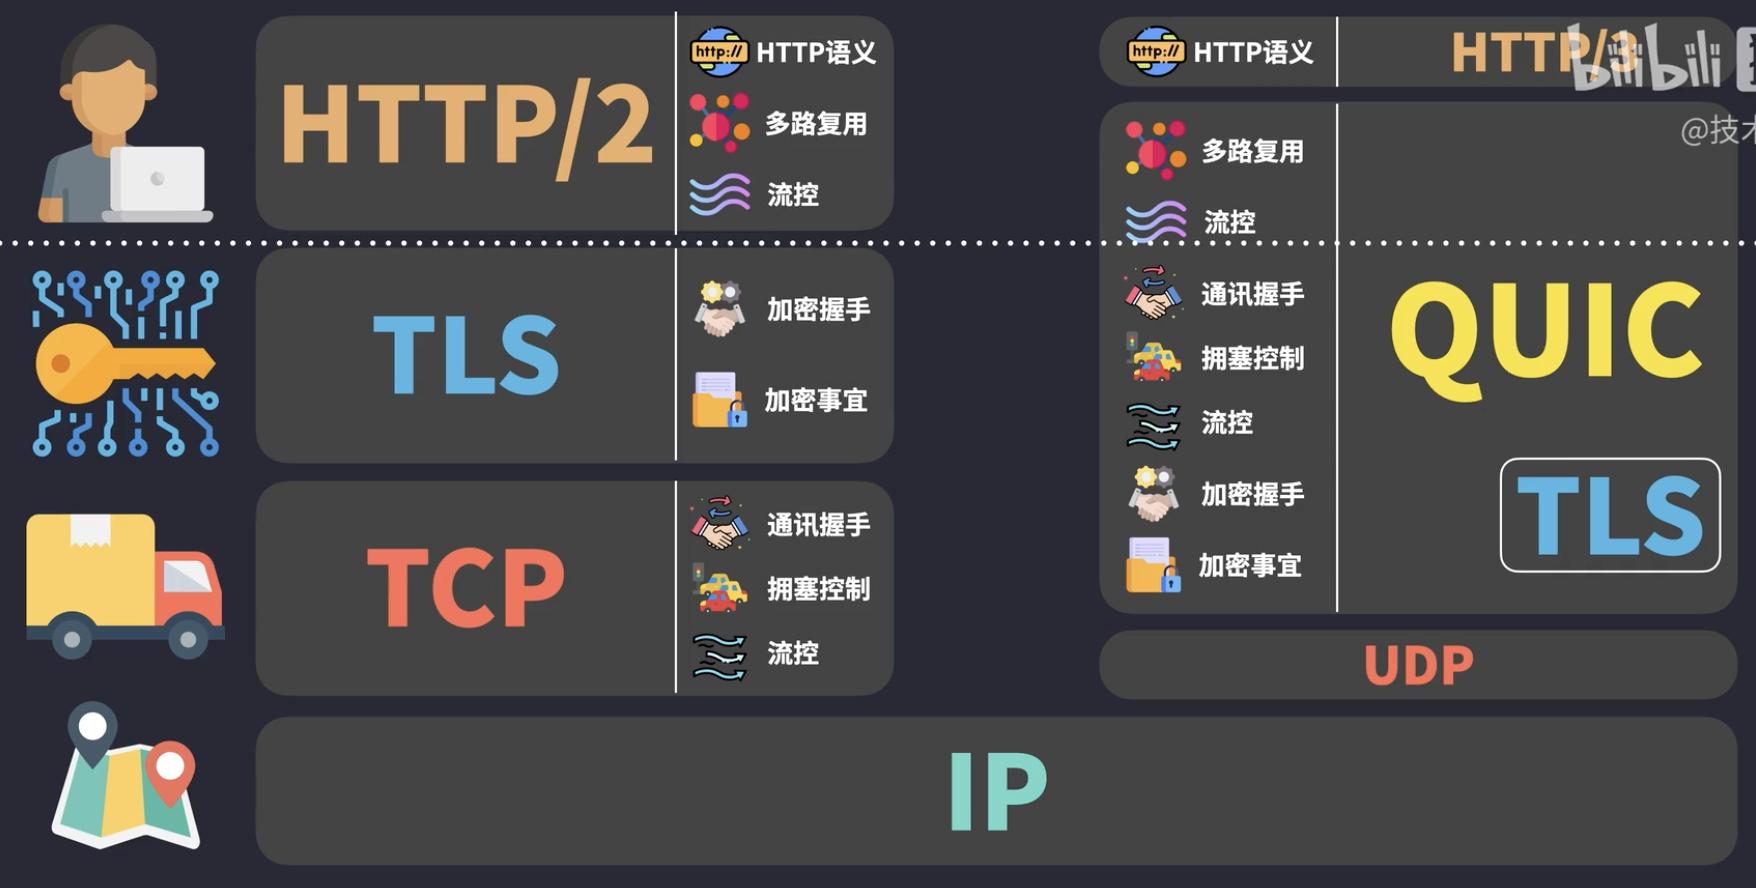 HTTP/2
http://
HTTP语义
多路复用
流控
TLS
加密握手
加密事宜
TCP
通讯握手
拥塞控制
流控
http://
HTTP语义
HTTP/3
bilibili
@技术
多路复用
流控
通讯握手
拥塞控制
流控
加密握手
加密事宜
QUIC
TLS
UDP
IP